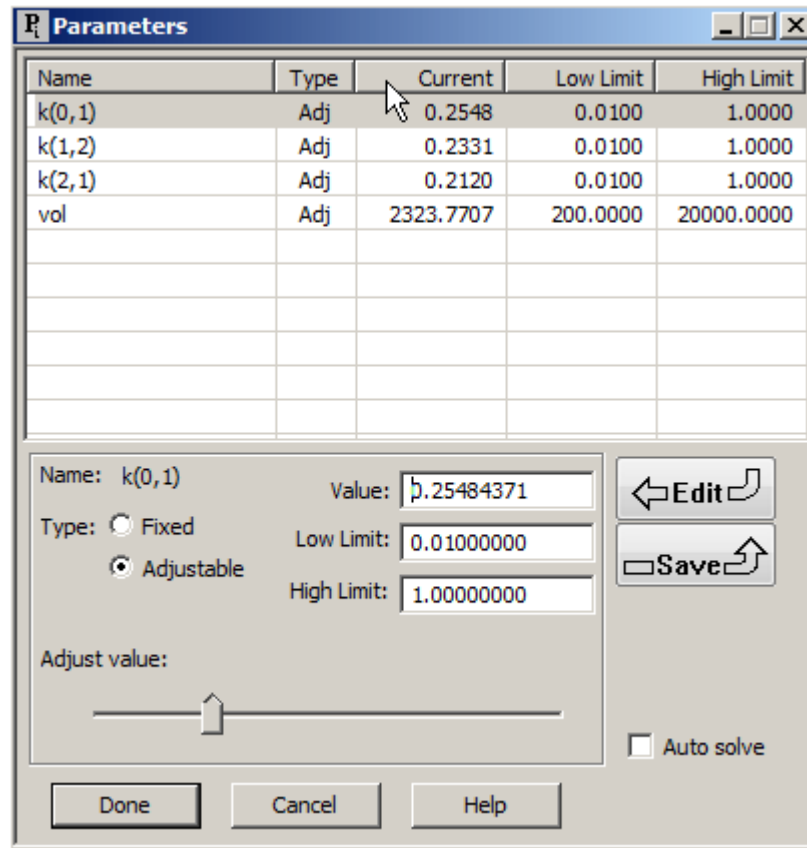 Pi Parameters
Name Type Current Low Limit High Limit
k(0,1) Adj 0.2548 0.0100 1.0000
k(1,2) Adj 0.2331 0.0100 1.0000
k(2,1) Adj 0.2120 0.0100 1.0000
vol Adj 2323.7707 200.0000 20000.0000
Name: k(0,1)
Value: 0.25484371
Edit
Type: Fixed
Low Limit: 0.01000000
Adjustable
Save
High Limit: 1.00000000
Adjust value:
Auto solve
Done Cancel Help